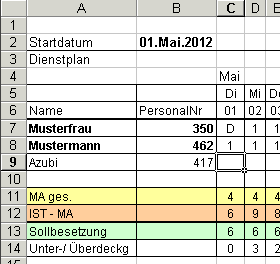 A B C D E
1
2 Startdatum 01.Mai.2012
3 Dienstplan
4 Mai
5 Di Mi Do
6 Name PersonalNr 01 02 03
7 Musterfrau 350 D 1 1
8 Mustermann 462 1 1 1
9 Azubi 417
10
11 MA ges. 4 4 4
12 IST - MA 6 9 8
13 Sollbesetzung 6 6 6
14 Unter-/ Überdeckg 0 3 2